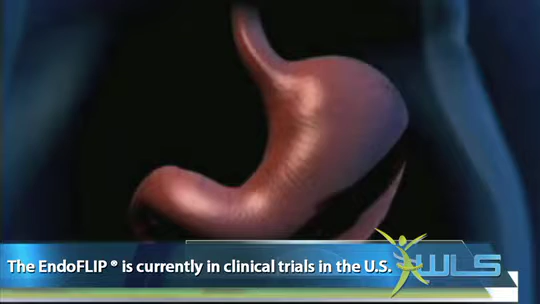 The EndoFLIP ® is currently in clinical trials in the U.S.
WLS